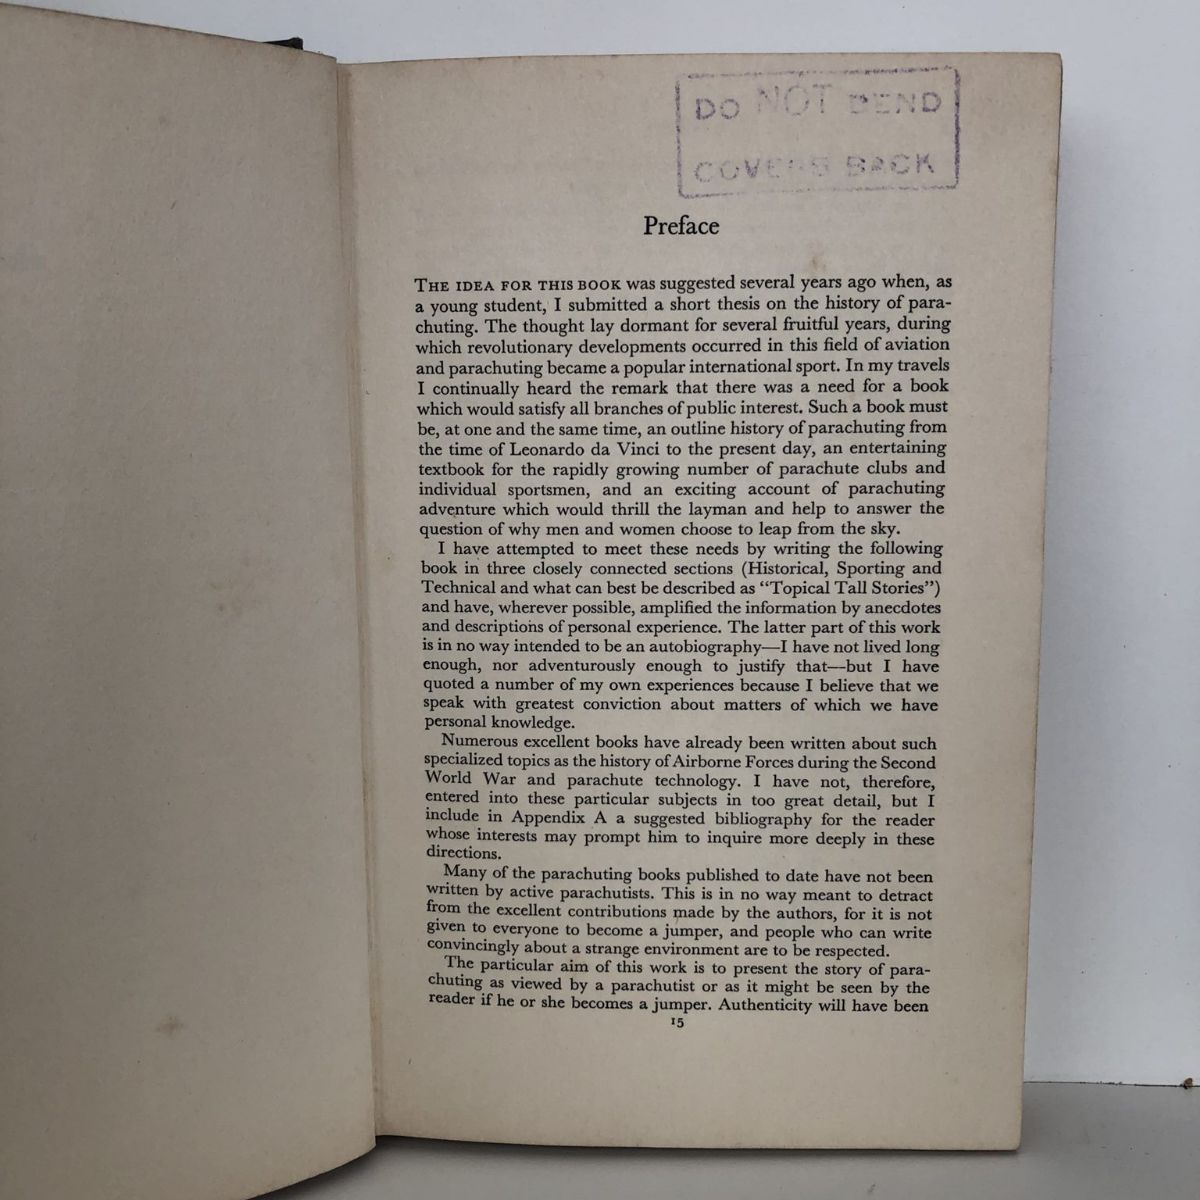 DO NOT BEND
COVERS BACK
Preface
THE IDEA FOR THIS BOOK was suggested several years ago when, as
a young student, I submitted a short thesis on the history of para-
chuting. The thought lay dormant for several fruitful years, during
which revolutionary developments occurred in this field of aviation
and parachuting became a popular international sport. In my travels
I continually heard the remark that there was a need for a book
which would satisfy all branches of public interest. Such a book must
be, at one and the same time, an outline history of parachuting from
the time of Leonardo da Vinci to the present day, an entertaining
textbook for the rapidly growing number of parachute clubs and
individual sportsmen, and an exciting account of parachuting
adventure which would thrill the layman and help to answer the
question of why men and women choose to leap from the sky.
I have attempted to meet these needs by writing the following
book in three closely connected sections (Historical, Sporting and
Technical and what can best be described as “Topical Tall Stories”)
and have, wherever possible, amplified the information by anecdotes
and descriptions of personal experience. The latter part of this work
is in no way intended to be an autobiography—I have not lived long
enough, nor adventurously enough to justify that—but I have
quoted a number of my own experiences because I believe that we
speak with greatest conviction about matters of which we have
personal knowledge.
Numerous excellent books have already been written about such
specialized topics as the history of Airborne Forces during the Second
World War and parachute technology. I have not, therefore,
entered into these particular subjects in too great detail, but I
include in Appendix A a suggested bibliography for the reader
whose interests may prompt him to inquire more deeply in these
directions.
Many of the parachuting books published to date have not been
written by active parachutists. This is in no way meant to detract
from the excellent contributions made by the authors, for it is not
given to everyone to become a jumper, and people who can write
convincingly about a strange environment are to be respected.
The particular aim of this work is to present the story of para-
chuting as viewed by a parachutist or as it might be seen by the
reader if he or she becomes a jumper. Authenticity will have been
15